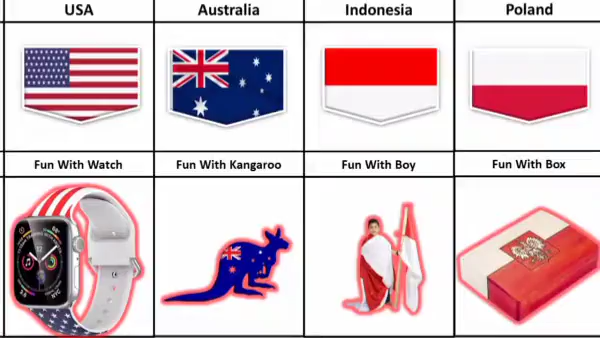 USA
Australia
Indonesia
Poland
Fun With Watch
Fun With Kangaroo
Fun With Boy
Fun With Box